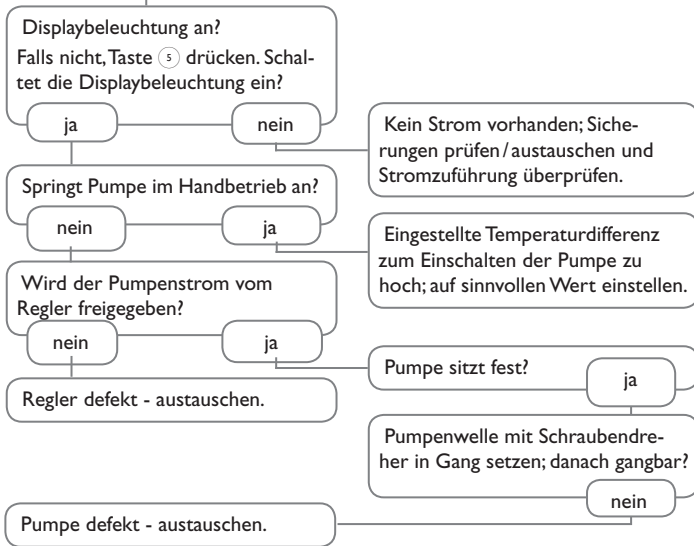 Displaybeleuchtung an?
Falls nicht, Taste 5 drücken. Schal-
tet die Displaybeleuchtung ein?
ja
nein
Kein Strom vorhanden; Siche-
rungen prüfen/austauschen und
Stromzuführung überprüfen.
Springt Pumpe im Handbetrieb an?
nein
ja
Eingestellte Temperaturdifferenz
zum Einschalten der Pumpe zu
hoch; auf sinnvollen Wert einstellen.
Wird der Pumpenstrom vom
Regler freigegeben?
nein
ja
Regler defekt - austauschen.
Pumpe sitzt fest?
ja
Pumpenwelle mit Schraubendre-
her in Gang setzen; danach gangbar?
nein
Pumpe defekt - austauschen.